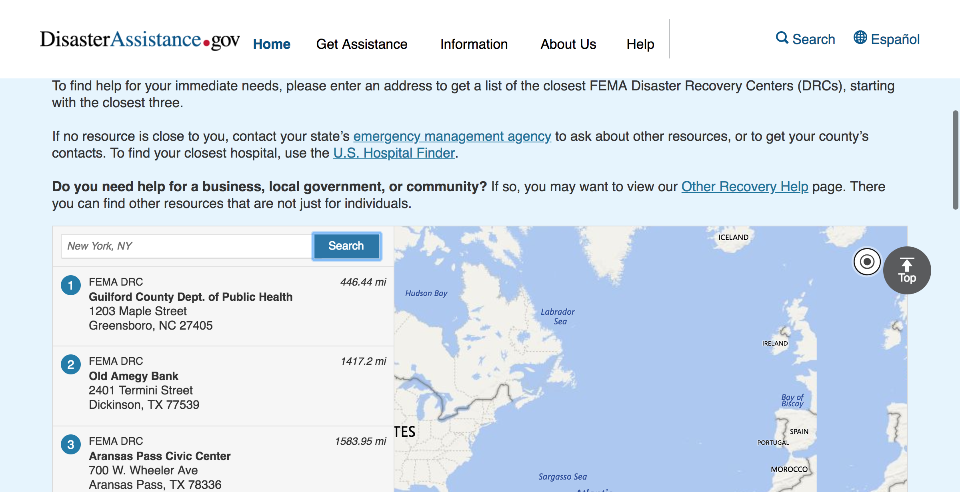 DisasterAssistance.gov
Home
Get Assistance
Information
About Us
Help
Search
Español
To find help for your immediate needs, please enter an address to get a list of the closest FEMA Disaster Recovery Centers (DRCs), starting
with the closest three.
If no resource is close to you, contact your state's emergency management agency to ask about other resources, or to get your county's
contacts. To find your closest hospital, use the U.S. Hospital Finder.
Do you need help for a business, local government, or community? If so, you may want to view our Other Recovery Help page. There
you can find other resources that are not just for individuals.
New York, NY
Search
1
FEMA DRC
446.44 mi
Guilford County Dept. of Public Health
1203 Maple Street
Greensboro, NC 27405
2
FEMA DRC
1417.2 mi
Old Amegy Bank
2401 Termini Street
Dickinson, TX 77539
3
FEMA DRC
1583.95 mi
Aransas Pass Civic Center
700 W. Wheeler Ave
Aransas Pass, TX 78336
ICELAND
Top
Hudson Bay
Labrador
Sea
IRELAND
Bay of
Biscay
TES
SPAIN
PORTUGAL
MOROCCO
Sargasso Sea
Atlantic